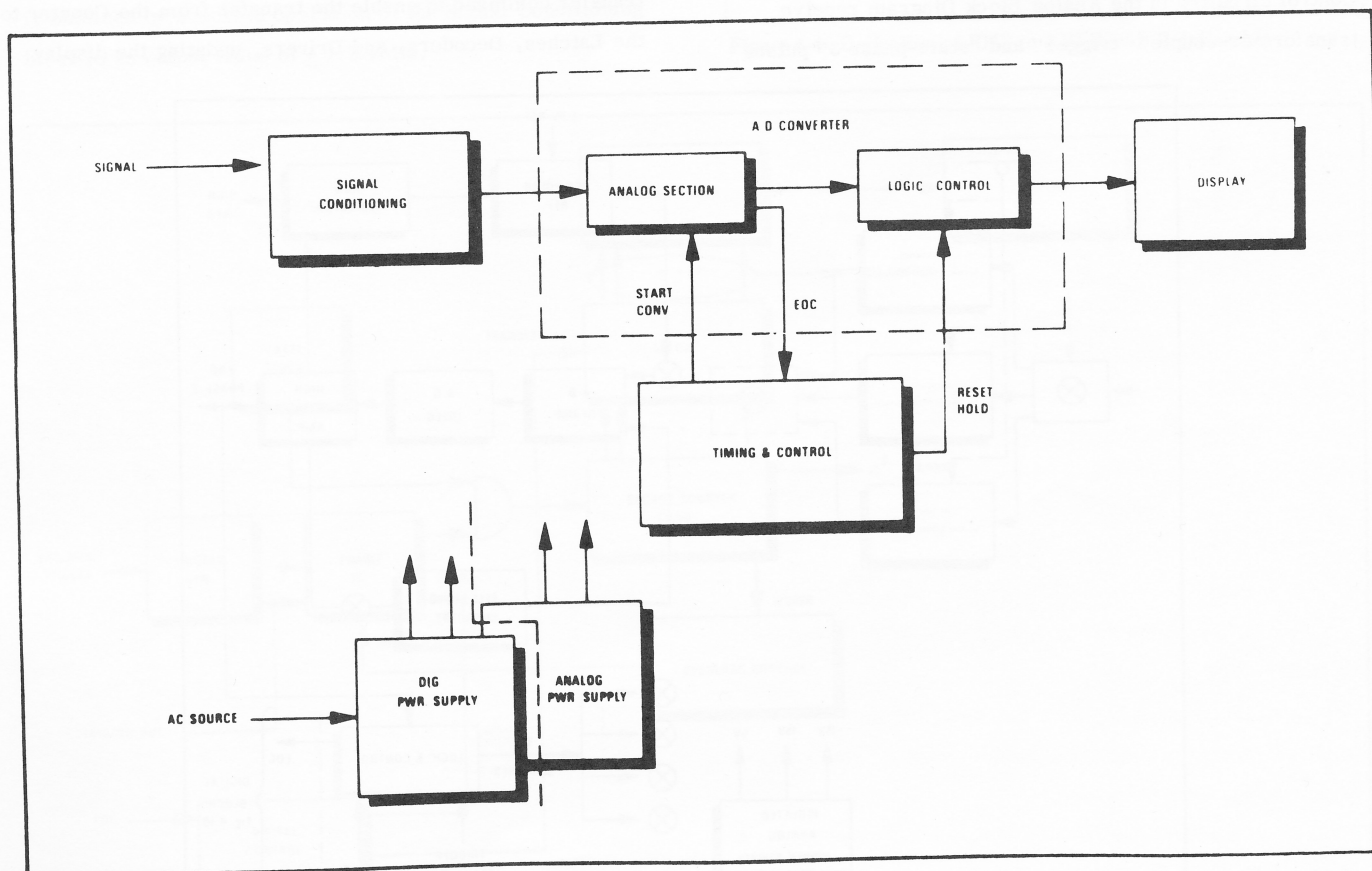 A D CONVERTER
SIGNAL
SIGNAL
CONDITIONING
ANALOG SECTION
LOGIC CONTROL
DISPLAY
START
CONV
EOC
RESET
HOLD
TIMING & CONTROL
DIG
PWR SUPPLY
ANALOG
PWR SUPPLY
AC SOURCE